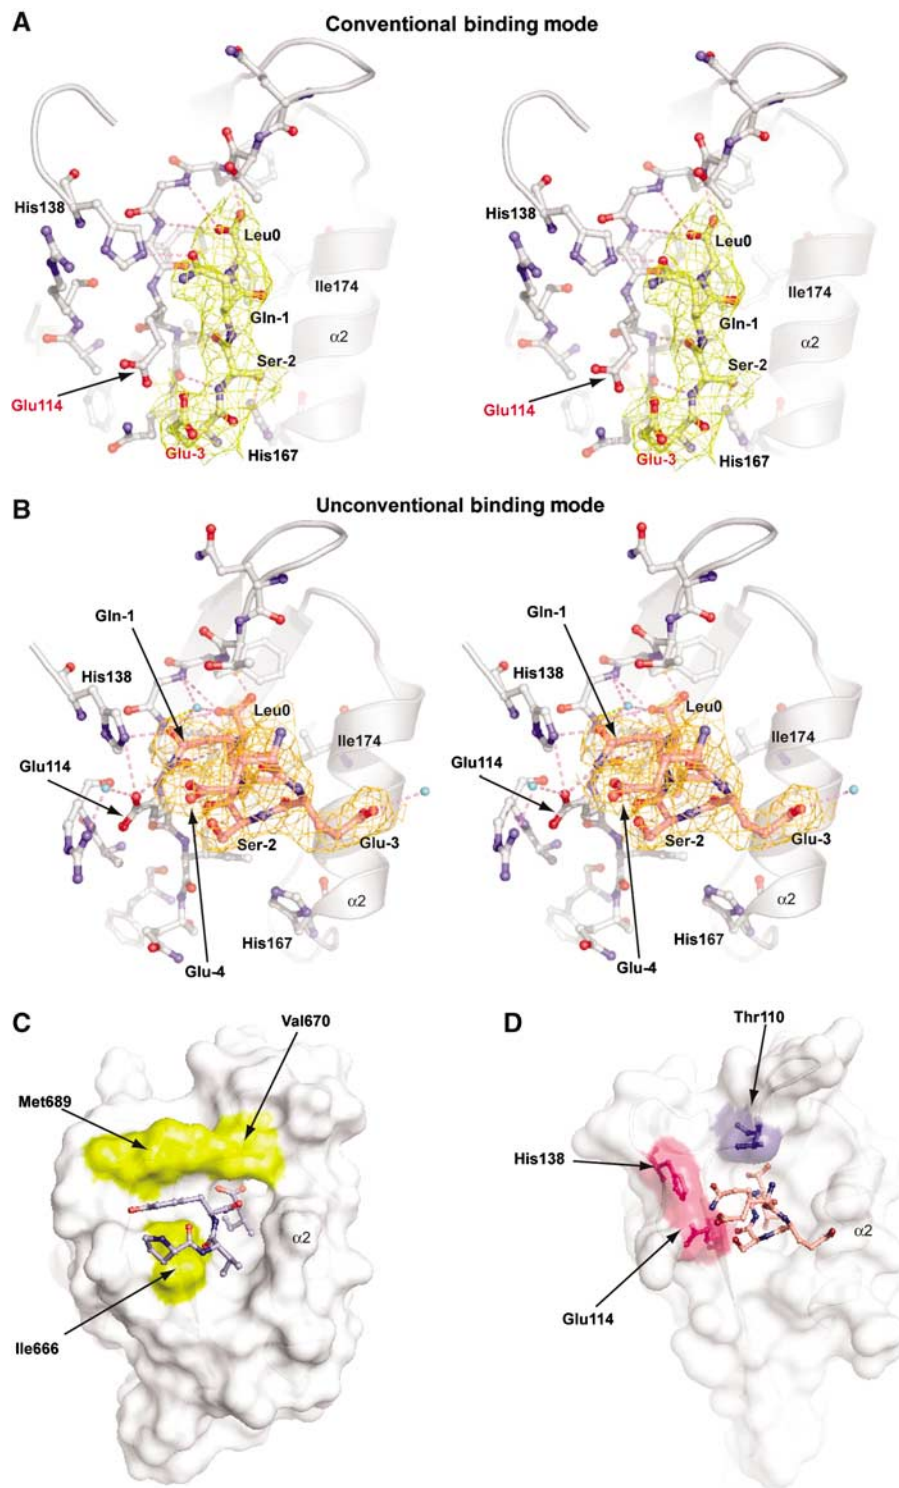 A
Conventional binding mode
His138
Leu0
Ile174
Gln-1
α2
Ser-2
Glu114
Glu-3
His167
His138
Leu0
Ile174
Gln-1
α2
Ser-2
Glu114
Glu-3
His167
B
Unconventional binding mode
Gln-1
His138
Leu0
Ile174
Glu114
Ser-2
Glu-3
α2
His167
Glu-4
Gln-1
His138
Leu0
Ile174
Glu114
Ser-2
Glu-3
α2
His167
Glu-4
C
Val670
Met689
α2
Ile666
D
Thr110
His138
α2
Glu114